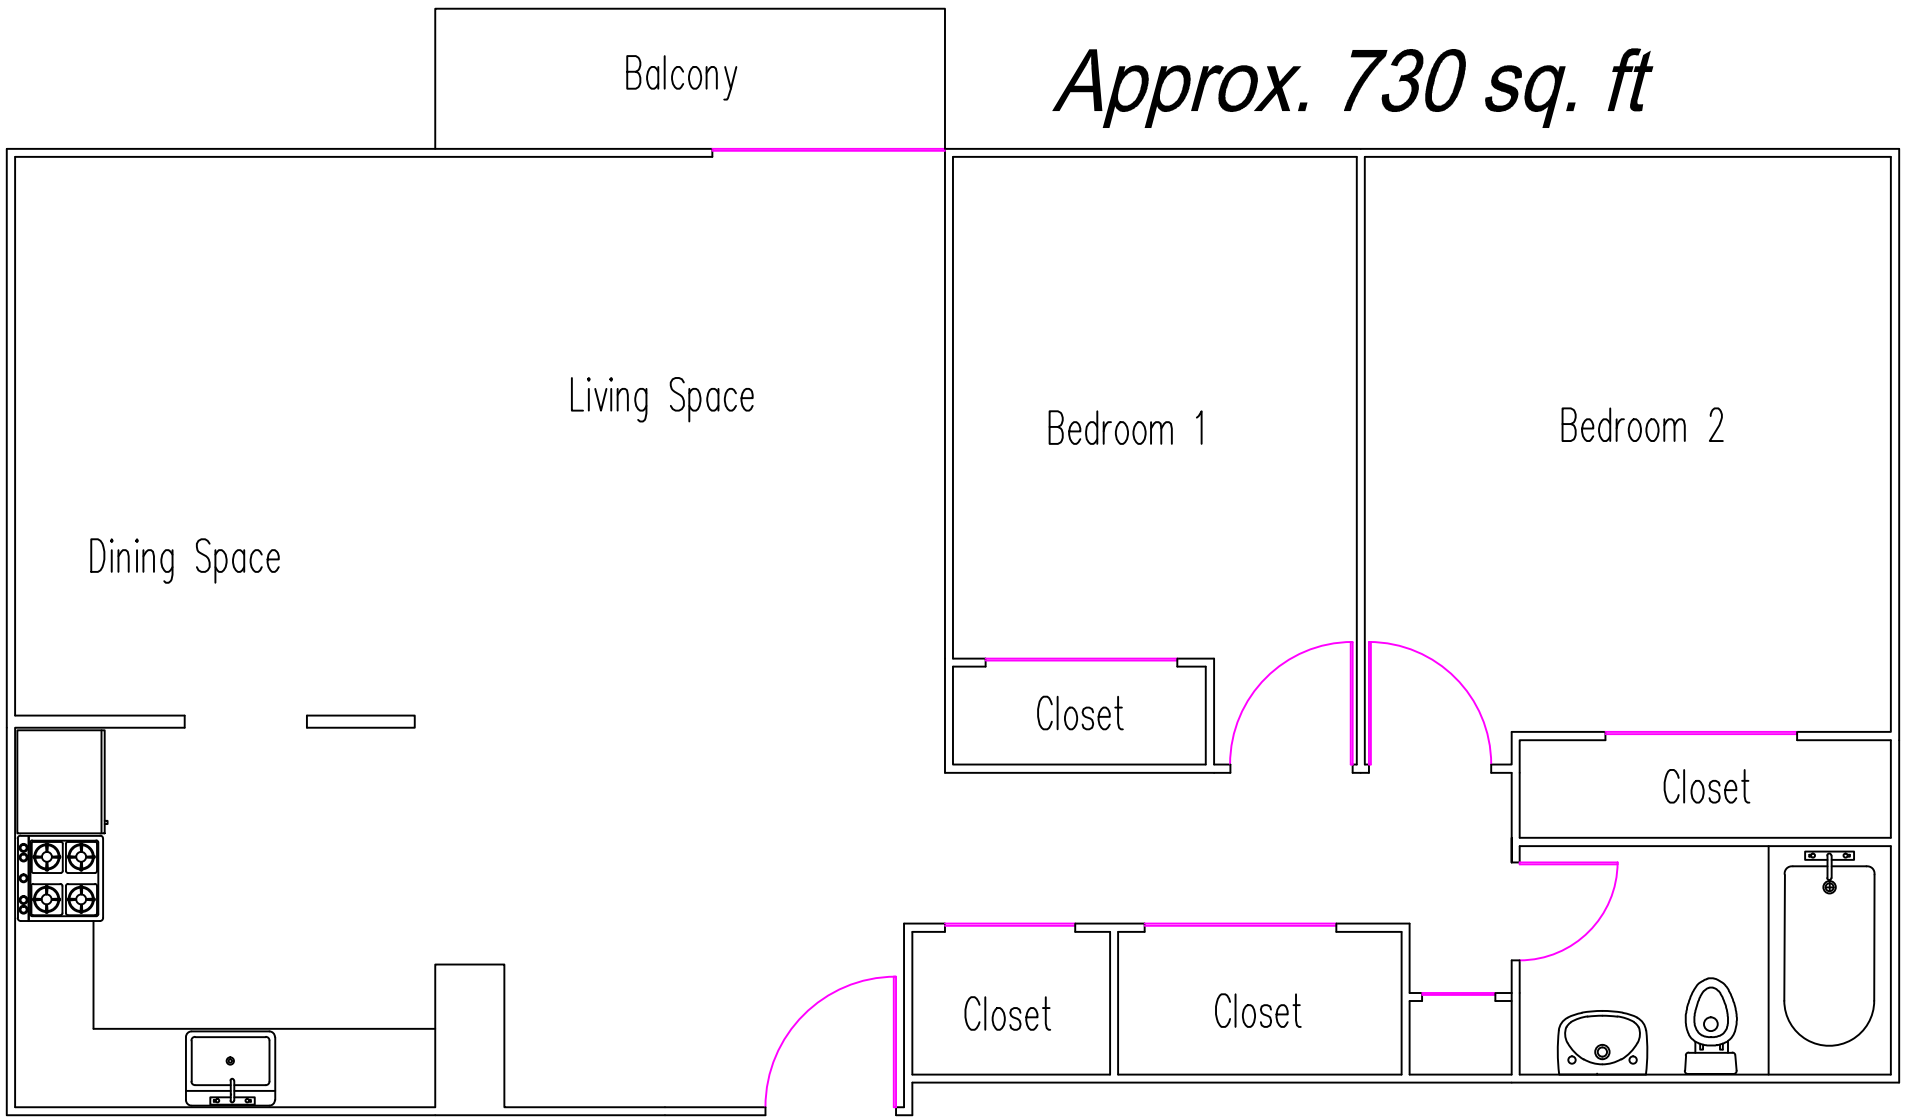 Balcony
Approx. 730 sq. ft
Living Space
Bedroom 1
Bedroom 2
Dining Space
Closet
Closet
Closet
Closet